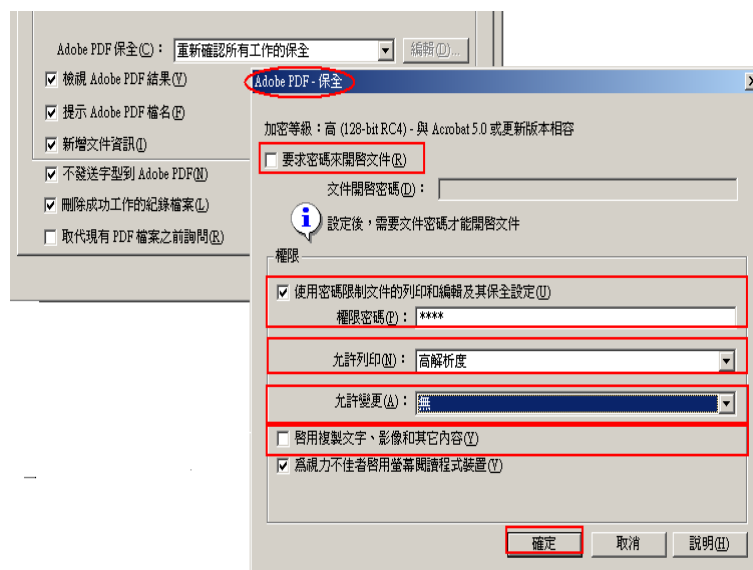 Adobe PDF 保全(C)： 重新確認所有工作的保全 編輯(D)...
檢視 Adobe PDF 結果(Y)
提示 Adobe PDF 檔名(F)
新增文件資訊(I)
不發送字型到 Adobe PDF(N)
刪除成功工作的紀錄檔案(L)
取代現有 PDF 檔案之前詢問(R)
Adobe PDF - 保全
加密等級：高 (128-bit RC4) - 與 Acrobat 5.0 或更新版本相容
要求密碼來開啓文件(R)
文件開啓密碼(D)：
設定後，需要文件密碼才能開啓文件
權限
使用密碼限制文件的列印和編輯及其保全設定(U)
權限密碼(P)： ****
允許列印(N)： 高解析度
允許變更(A)： 無
啓用複製文字、影像和其它內容(Y)
爲視力不佳者啓用螢幕閱讀程式裝置(V)
確定 取消 說明(H)